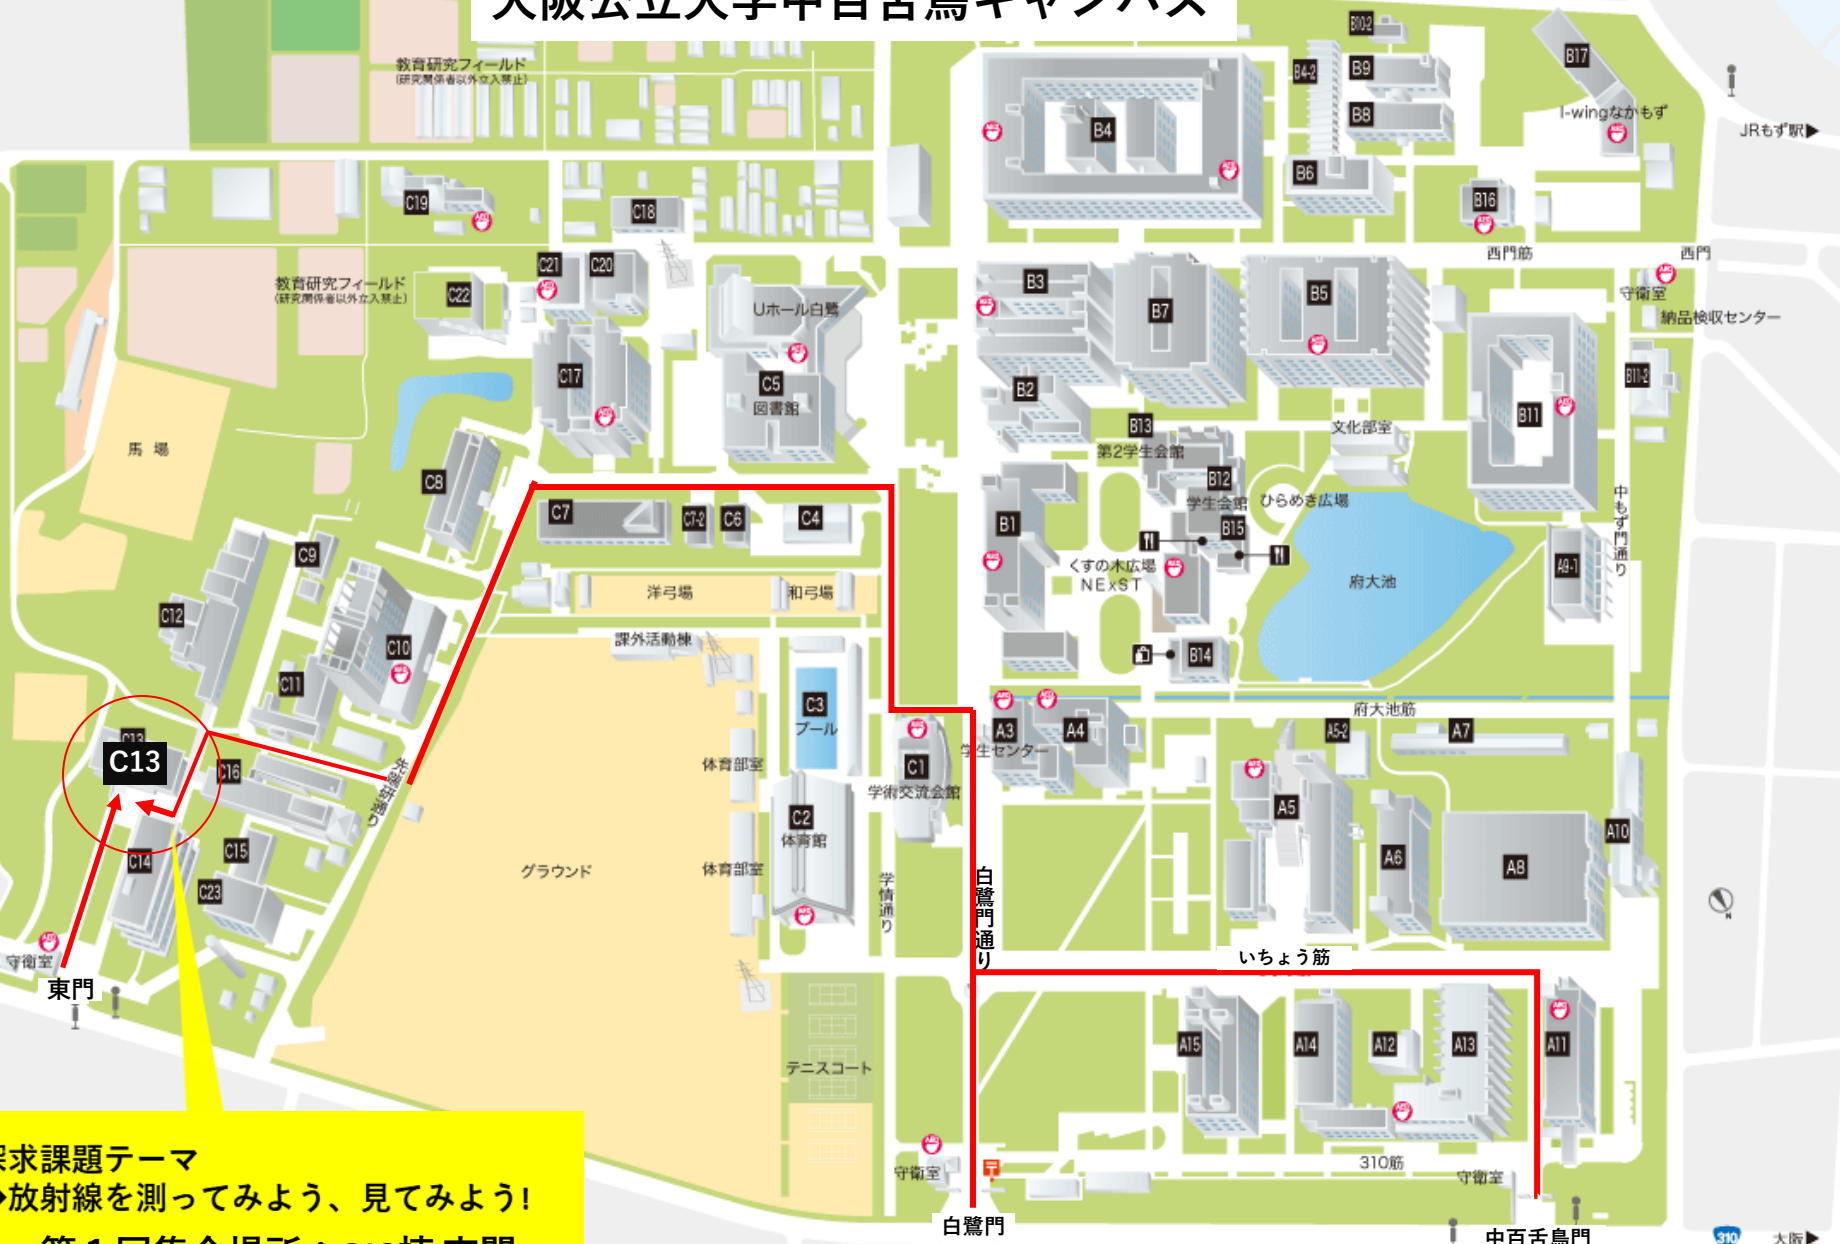 大阪公立大学中百舌鳥キャンパス
教育研究フィールド
(研究関係者以外立入禁止)
B10-2
B17
B4-2
B9
B4
B8
I-wingなかもず
JRもず駅▶
B6
C19
C18
B16
西門筋
西門
C21
C20
教育研究フィールド
(研究関係者以外立入禁止)
C22
B3
B7
B5
守衛室
Uホール白鷺
納品検収センター
C17
C5
図書館
B2
B11-2
B11
B13
第2学生会館
文化部室
馬場
C8
B12
学生会館
ひらめき広場
中もず門通り
C7
C7-2
C6
C4
B1
B15
C9
くすの木広場
NExST
A9-1
府大池
洋弓場
和弓場
C12
課外活動棟
C10
B14
C11
C3
プール
府大池筋
C13
C13
A3
学生センター
A4
A5-2
A7
C16
先端技術通り
体育部室
C1
学術交流会館
A5
C2
体育館
A10
C14
C15
グラウンド
体育部室
A6
A8
C23
学情通り
白鷺門通り
守衛室
東門
いちょう筋
N
A15
A14
A12
A13
A11
テニスコート
310筋
守衛室
守衛室
白鷺門
中百舌鳥門
310
大阪▶
探求課題テーマ
放射線を測ってみよう、見てみよう!